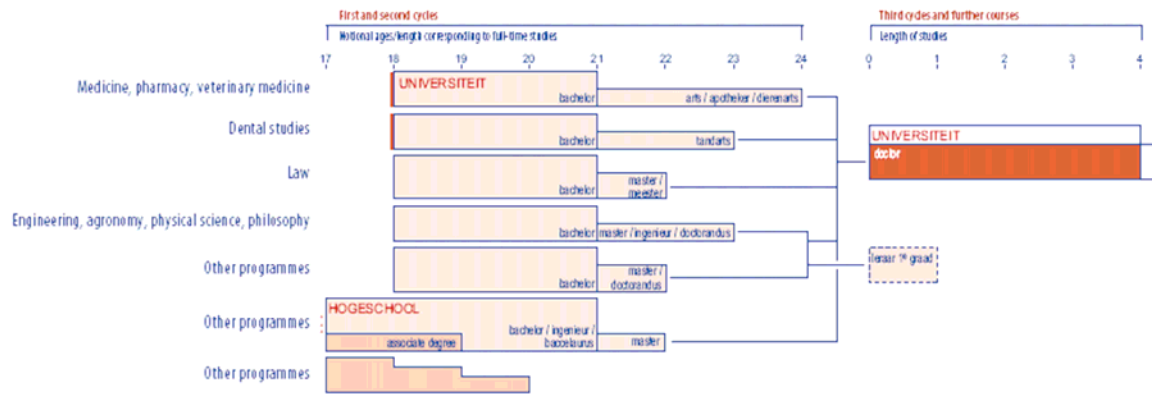 First and second cycles
Third cycles and further courses
Notional ages/length corresponding to full-time studies
Length of studies
17 18 19 20 21 22 23 24
0 1 2 3 4
Medicine, pharmacy, veterinary medicine
UNIVERSITEIT
bachelor
arts / apotheker / dierenarts
Dental studies
bachelor
tandarts
UNIVERSITEIT
doctor
Law
bachelor
master /
meester
Engineering, agronomy, physical science, philosophy
bachelor
master / ingenieur / doctorandus
Other programmes
bachelor
master /
doctorandus
leraar 1e graad
Other programmes
HOGESCHOOL
associate degree
bachelor / ingenieur /
baccelaurus
master
Other programmes